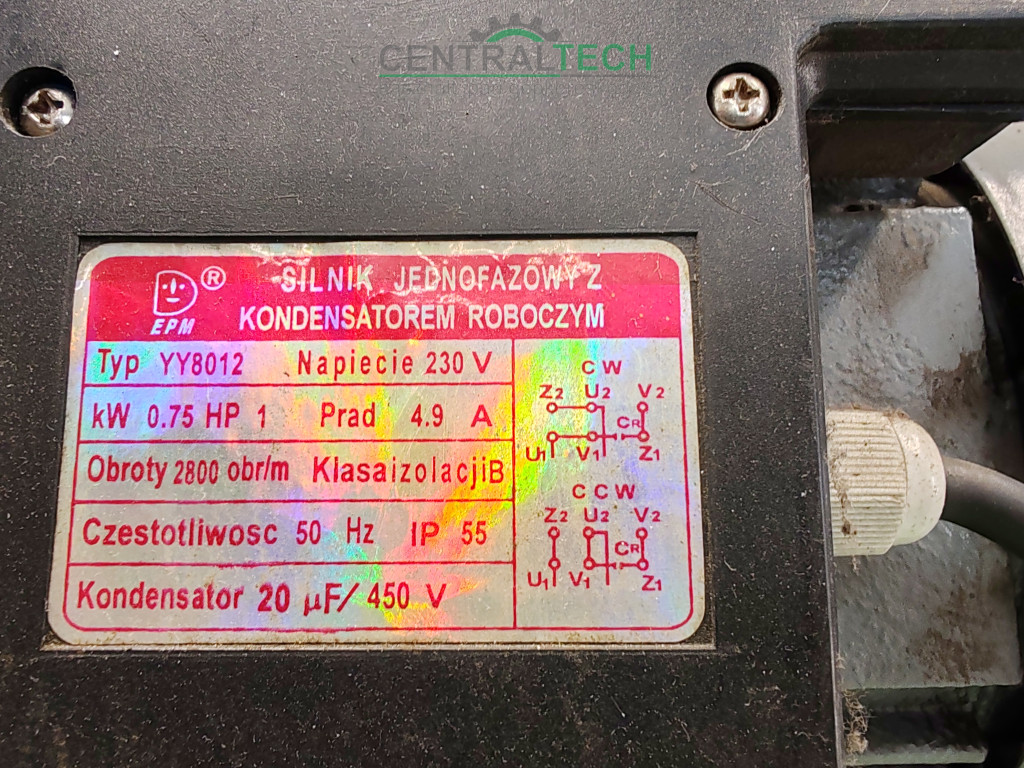 CENTRALTECH
EPM ®
SILNIK JEDNOFAZOWY Z
KONDENSATOREM ROBOCZYM
Typ YY8012 Napiecie 230 V
kW 0.75 HP 1 Prad 4.9 A
Obroty 2800 obr/m KlasaizolacjiB
Czestotliwosc 50 Hz IP 55
Kondensator 20 µF/ 450 V
CW
Z2 U2 V2
CR
U1 V1 Z1
CCW
Z2 U2 V2
CR
U1 V1 Z1